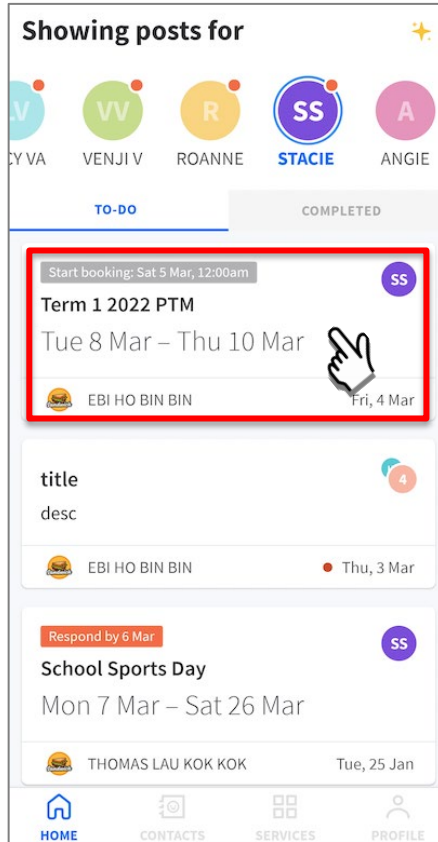 Showing posts for
LV
VV
R
SS
A
CY VA
VENJI V
ROANNE
STACIE
ANGIE
TO-DO
COMPLETED
Start booking: Sat 5 Mar, 12:00am
SS
Term 1 2022 PTM
Tue 8 Mar – Thu 10 Mar
EBI HO BIN BIN
Fri, 4 Mar
title
4
desc
EBI HO BIN BIN
Thu, 3 Mar
Respond by 6 Mar
SS
School Sports Day
Mon 7 Mar – Sat 26 Mar
THOMAS LAU KOK KOK
Tue, 25 Jan
HOME
CONTACTS
SERVICES
PROFILE